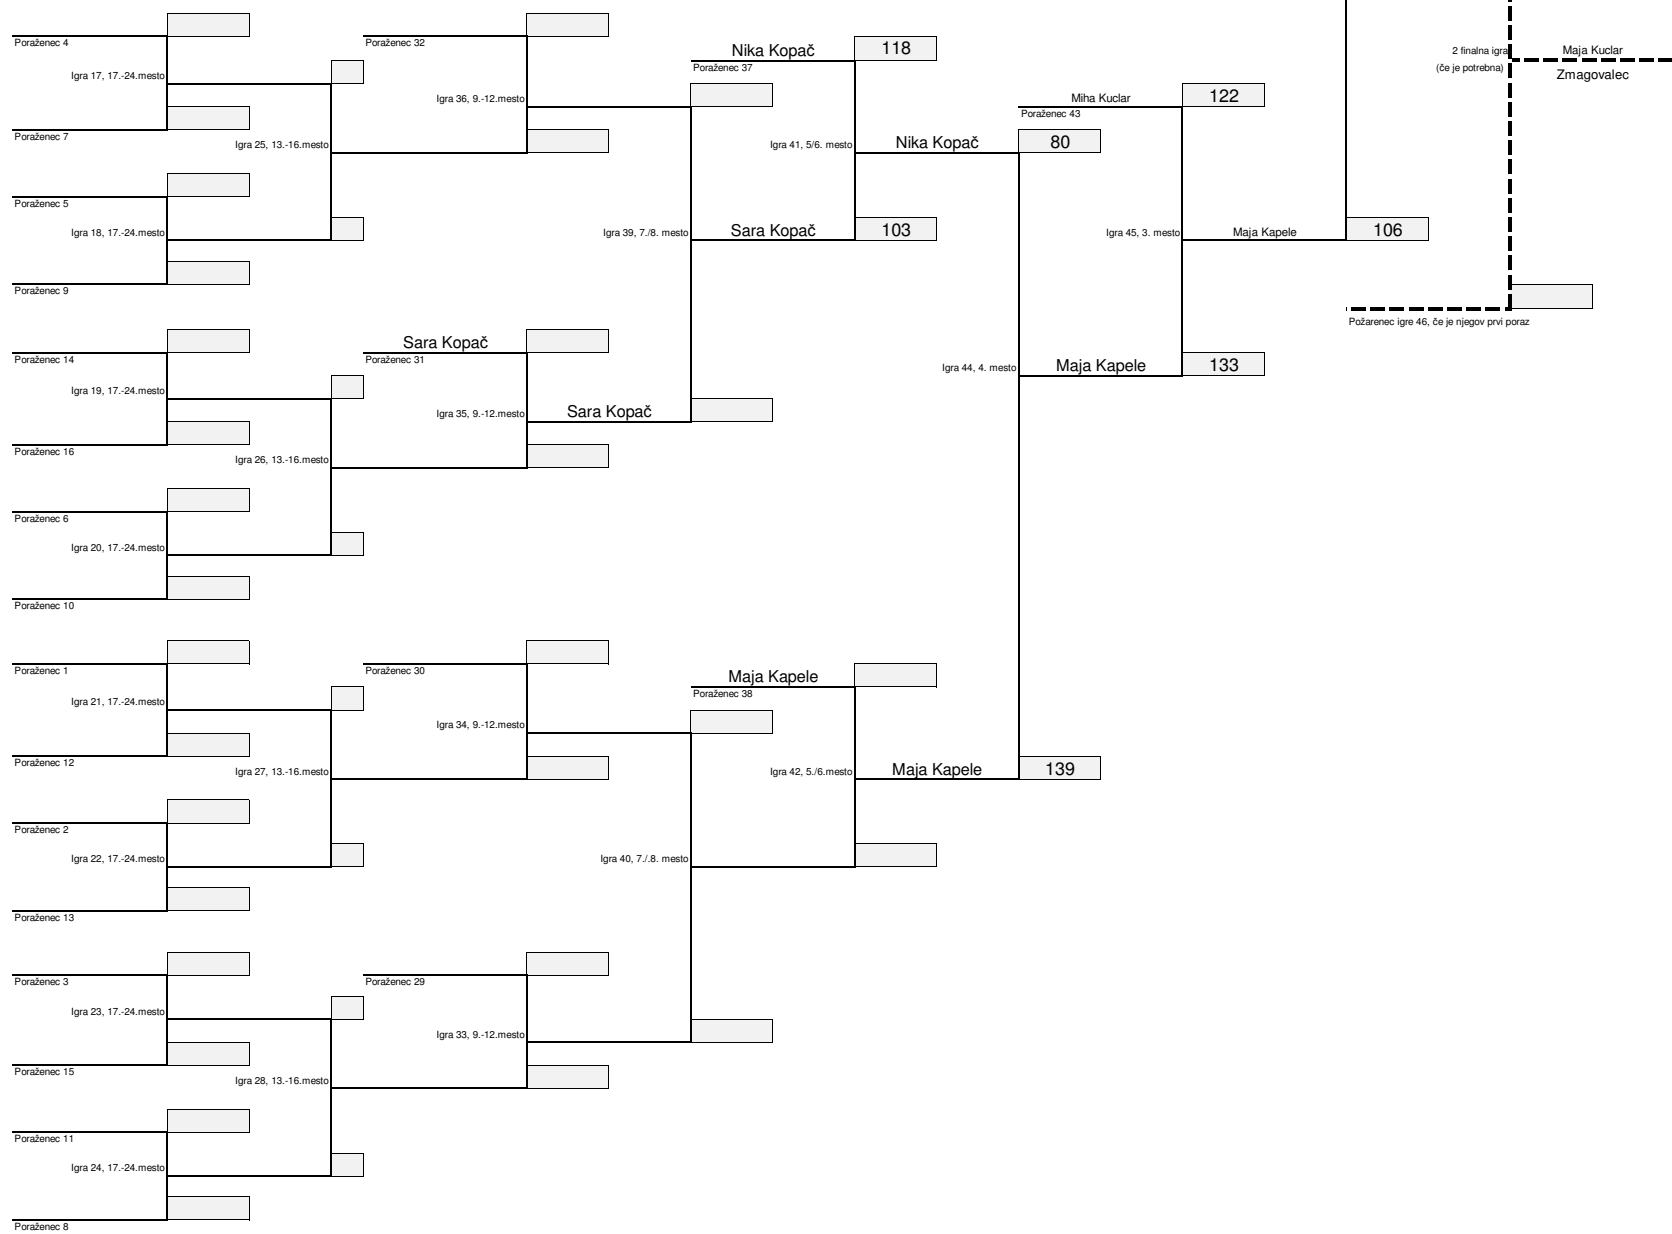 Poraženec 4
Igra 17, 17.-24.mesto
Poraženec 7
Igra 25, 13.-16.mesto
Poraženec 5
Igra 18, 17.-24.mesto
Poraženec 9
Poraženec 14
Igra 19, 17.-24.mesto
Poraženec 16
Igra 26, 13.-16.mesto
Poraženec 6
Igra 20, 17.-24.mesto
Poraženec 10
Poraženec 1
Igra 21, 17.-24.mesto
Poraženec 12
Igra 27, 13.-16.mesto
Poraženec 2
Igra 22, 17.-24.mesto
Poraženec 13
Poraženec 3
Igra 23, 17.-24.mesto
Poraženec 15
Igra 28, 13.-16.mesto
Poraženec 11
Igra 24, 17.-24.mesto
Poraženec 8
Poraženec 32
Igra 36, 9.-12.mesto
Sara Kopač
Poraženec 31
Igra 35, 9.-12.mesto
Sara Kopač
Poraženec 30
Igra 34, 9.-12.mesto
Poraženec 29
Igra 33, 9.-12.mesto
Nika Kopač 118
Poraženec 37
Igra 41, 5/6. mesto
Igra 39, 7./8. mesto
Sara Kopač 103
Maja Kapele
Poraženec 38
Igra 42, 5./6.mesto
Igra 40, 7./.8. mesto
Nika Kopač 80
Igra 44, 4. mesto
Maja Kapele 139
Miha Kuclar 122
Poraženec 43
Igra 45, 3. mesto
Maja Kapele 133
Maja Kapele 106
2 finalna igra
(če je potrebna)
Maja Kuclar
Zmagovalec
Požarenec igre 46, če je njegov prvi poraz